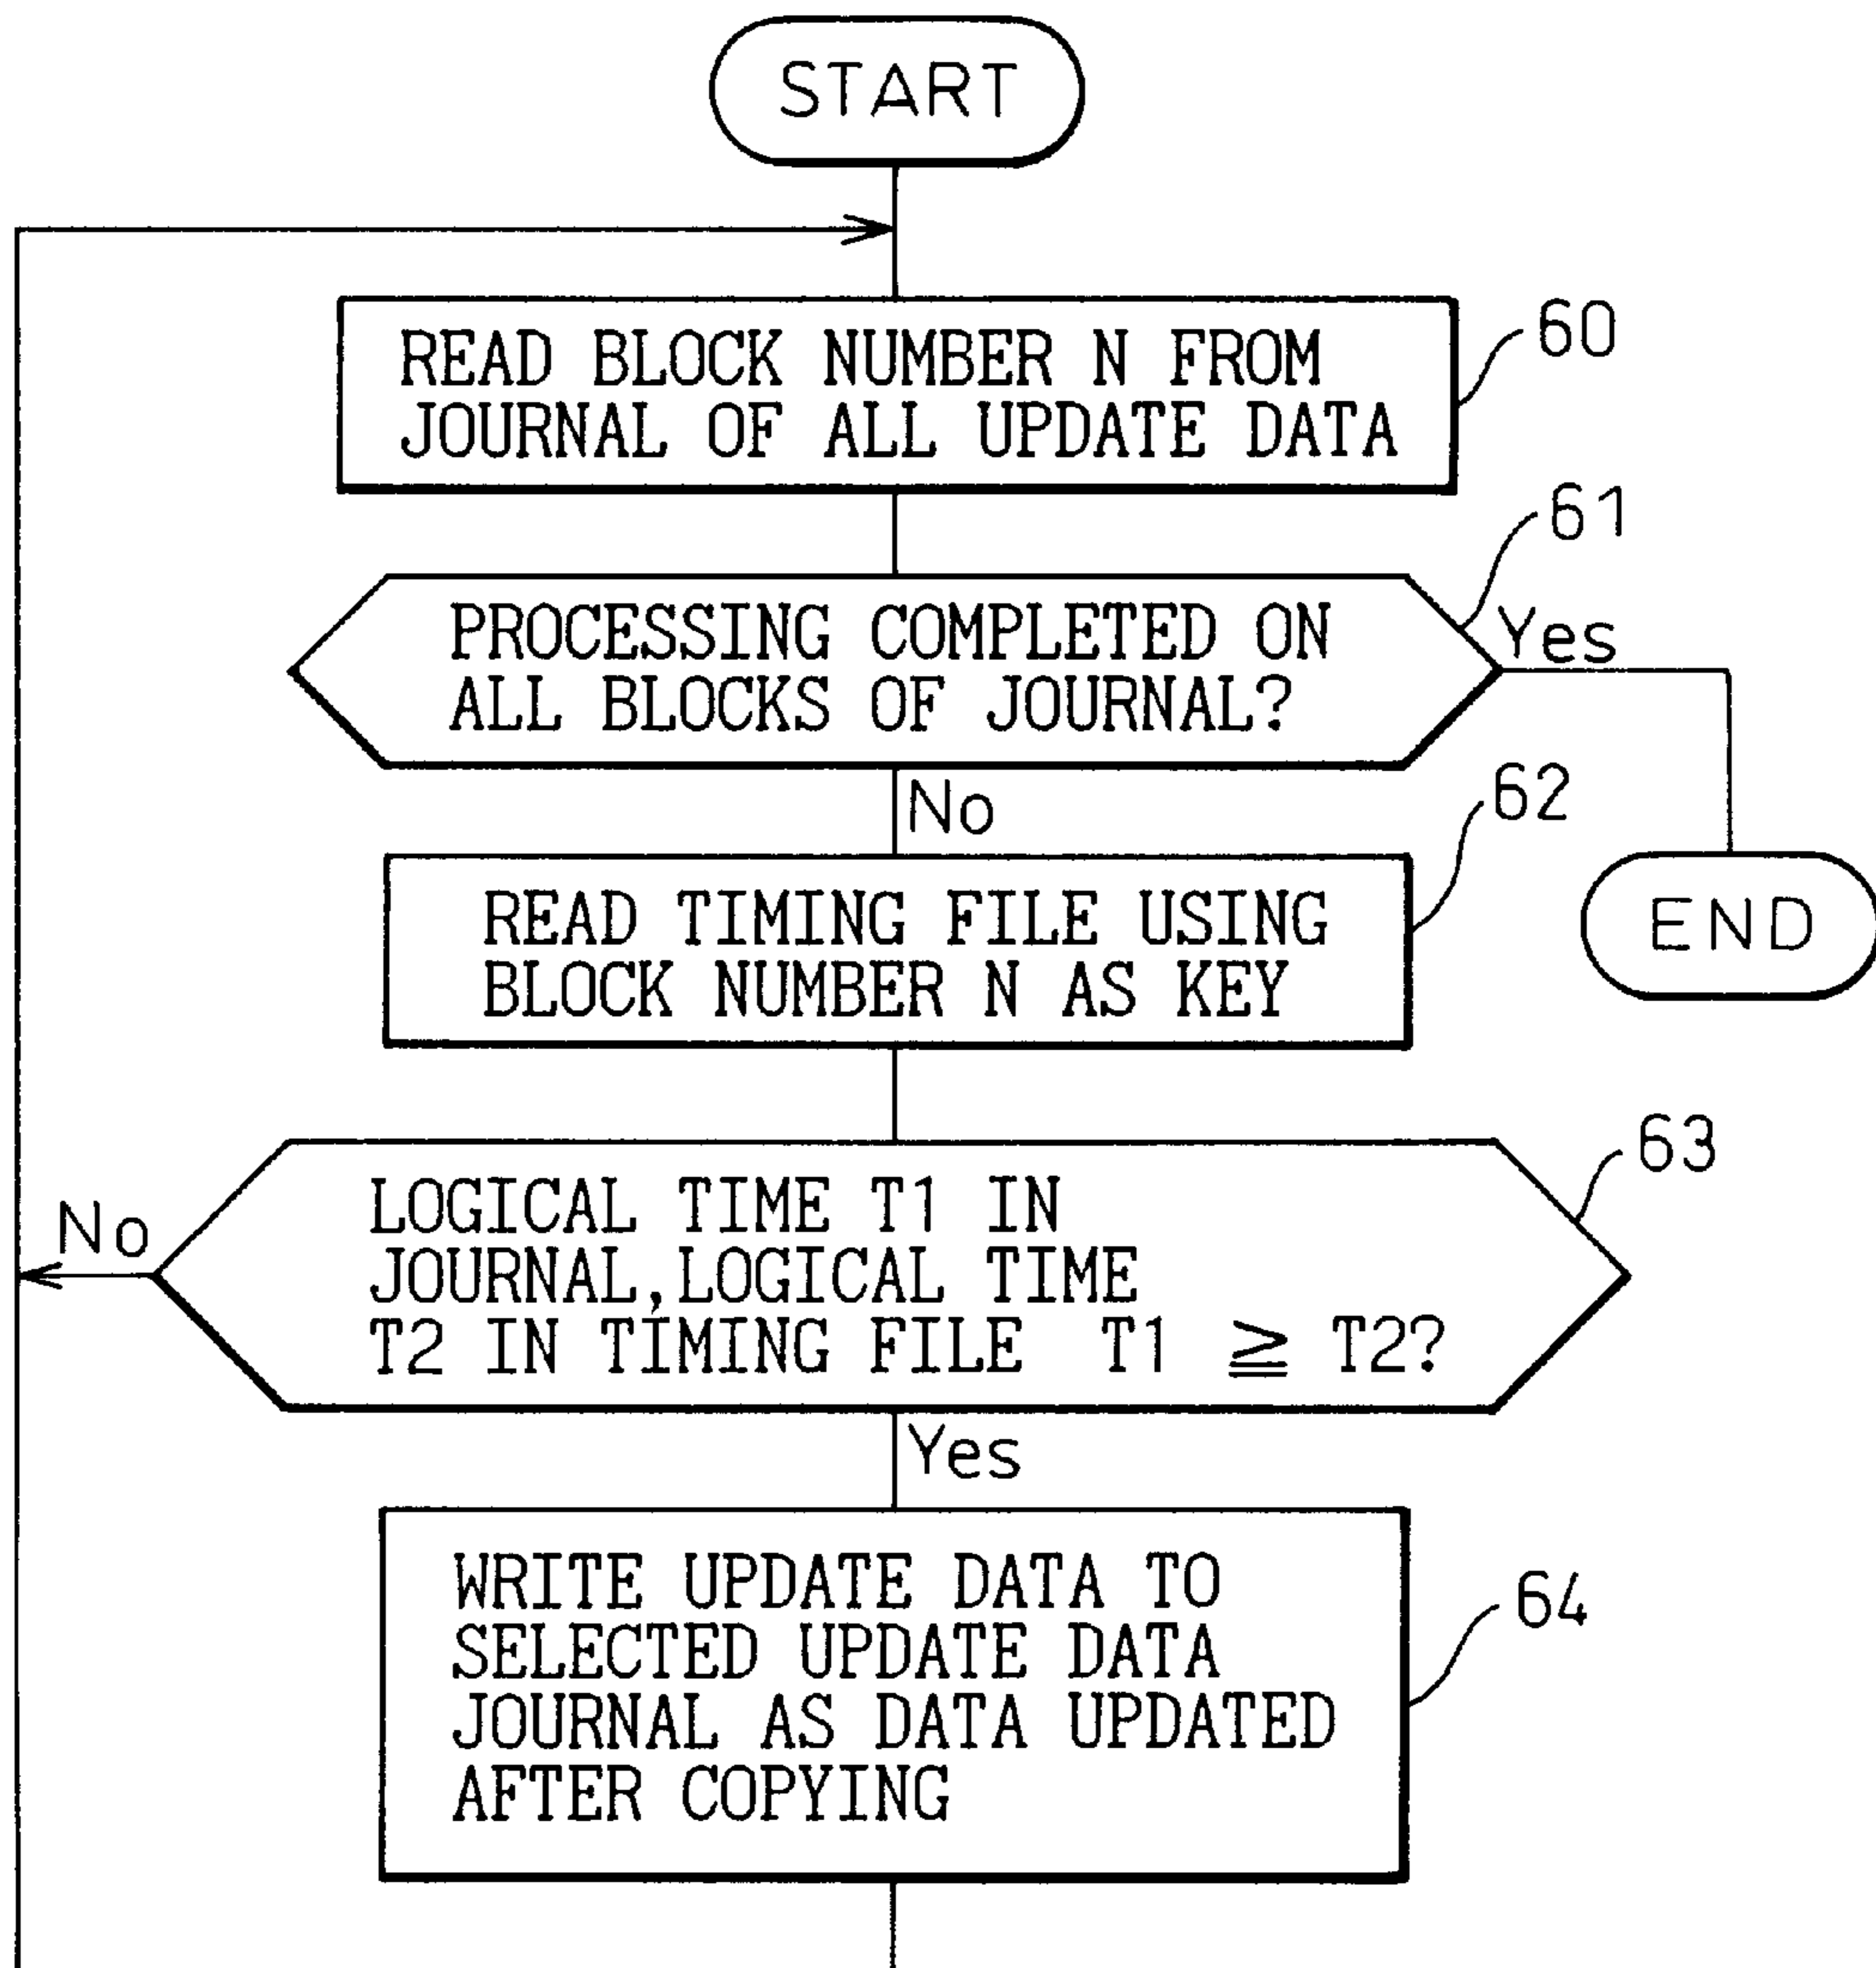 START
READ BLOCK NUMBER N FROM
JOURNAL OF ALL UPDATE DATA
60
61
PROCESSING COMPLETED ON
ALL BLOCKS OF JOURNAL?
Yes
No
62
READ TIMING FILE USING
BLOCK NUMBER N AS KEY
END
63
LOGICAL TIME T1 IN
JOURNAL,LOGICAL TIME
T2 IN TIMING FILE T1 ≧ T2?
No
Yes
WRITE UPDATE DATA TO
SELECTED UPDATE DATA
JOURNAL AS DATA UPDATED
AFTER COPYING
64